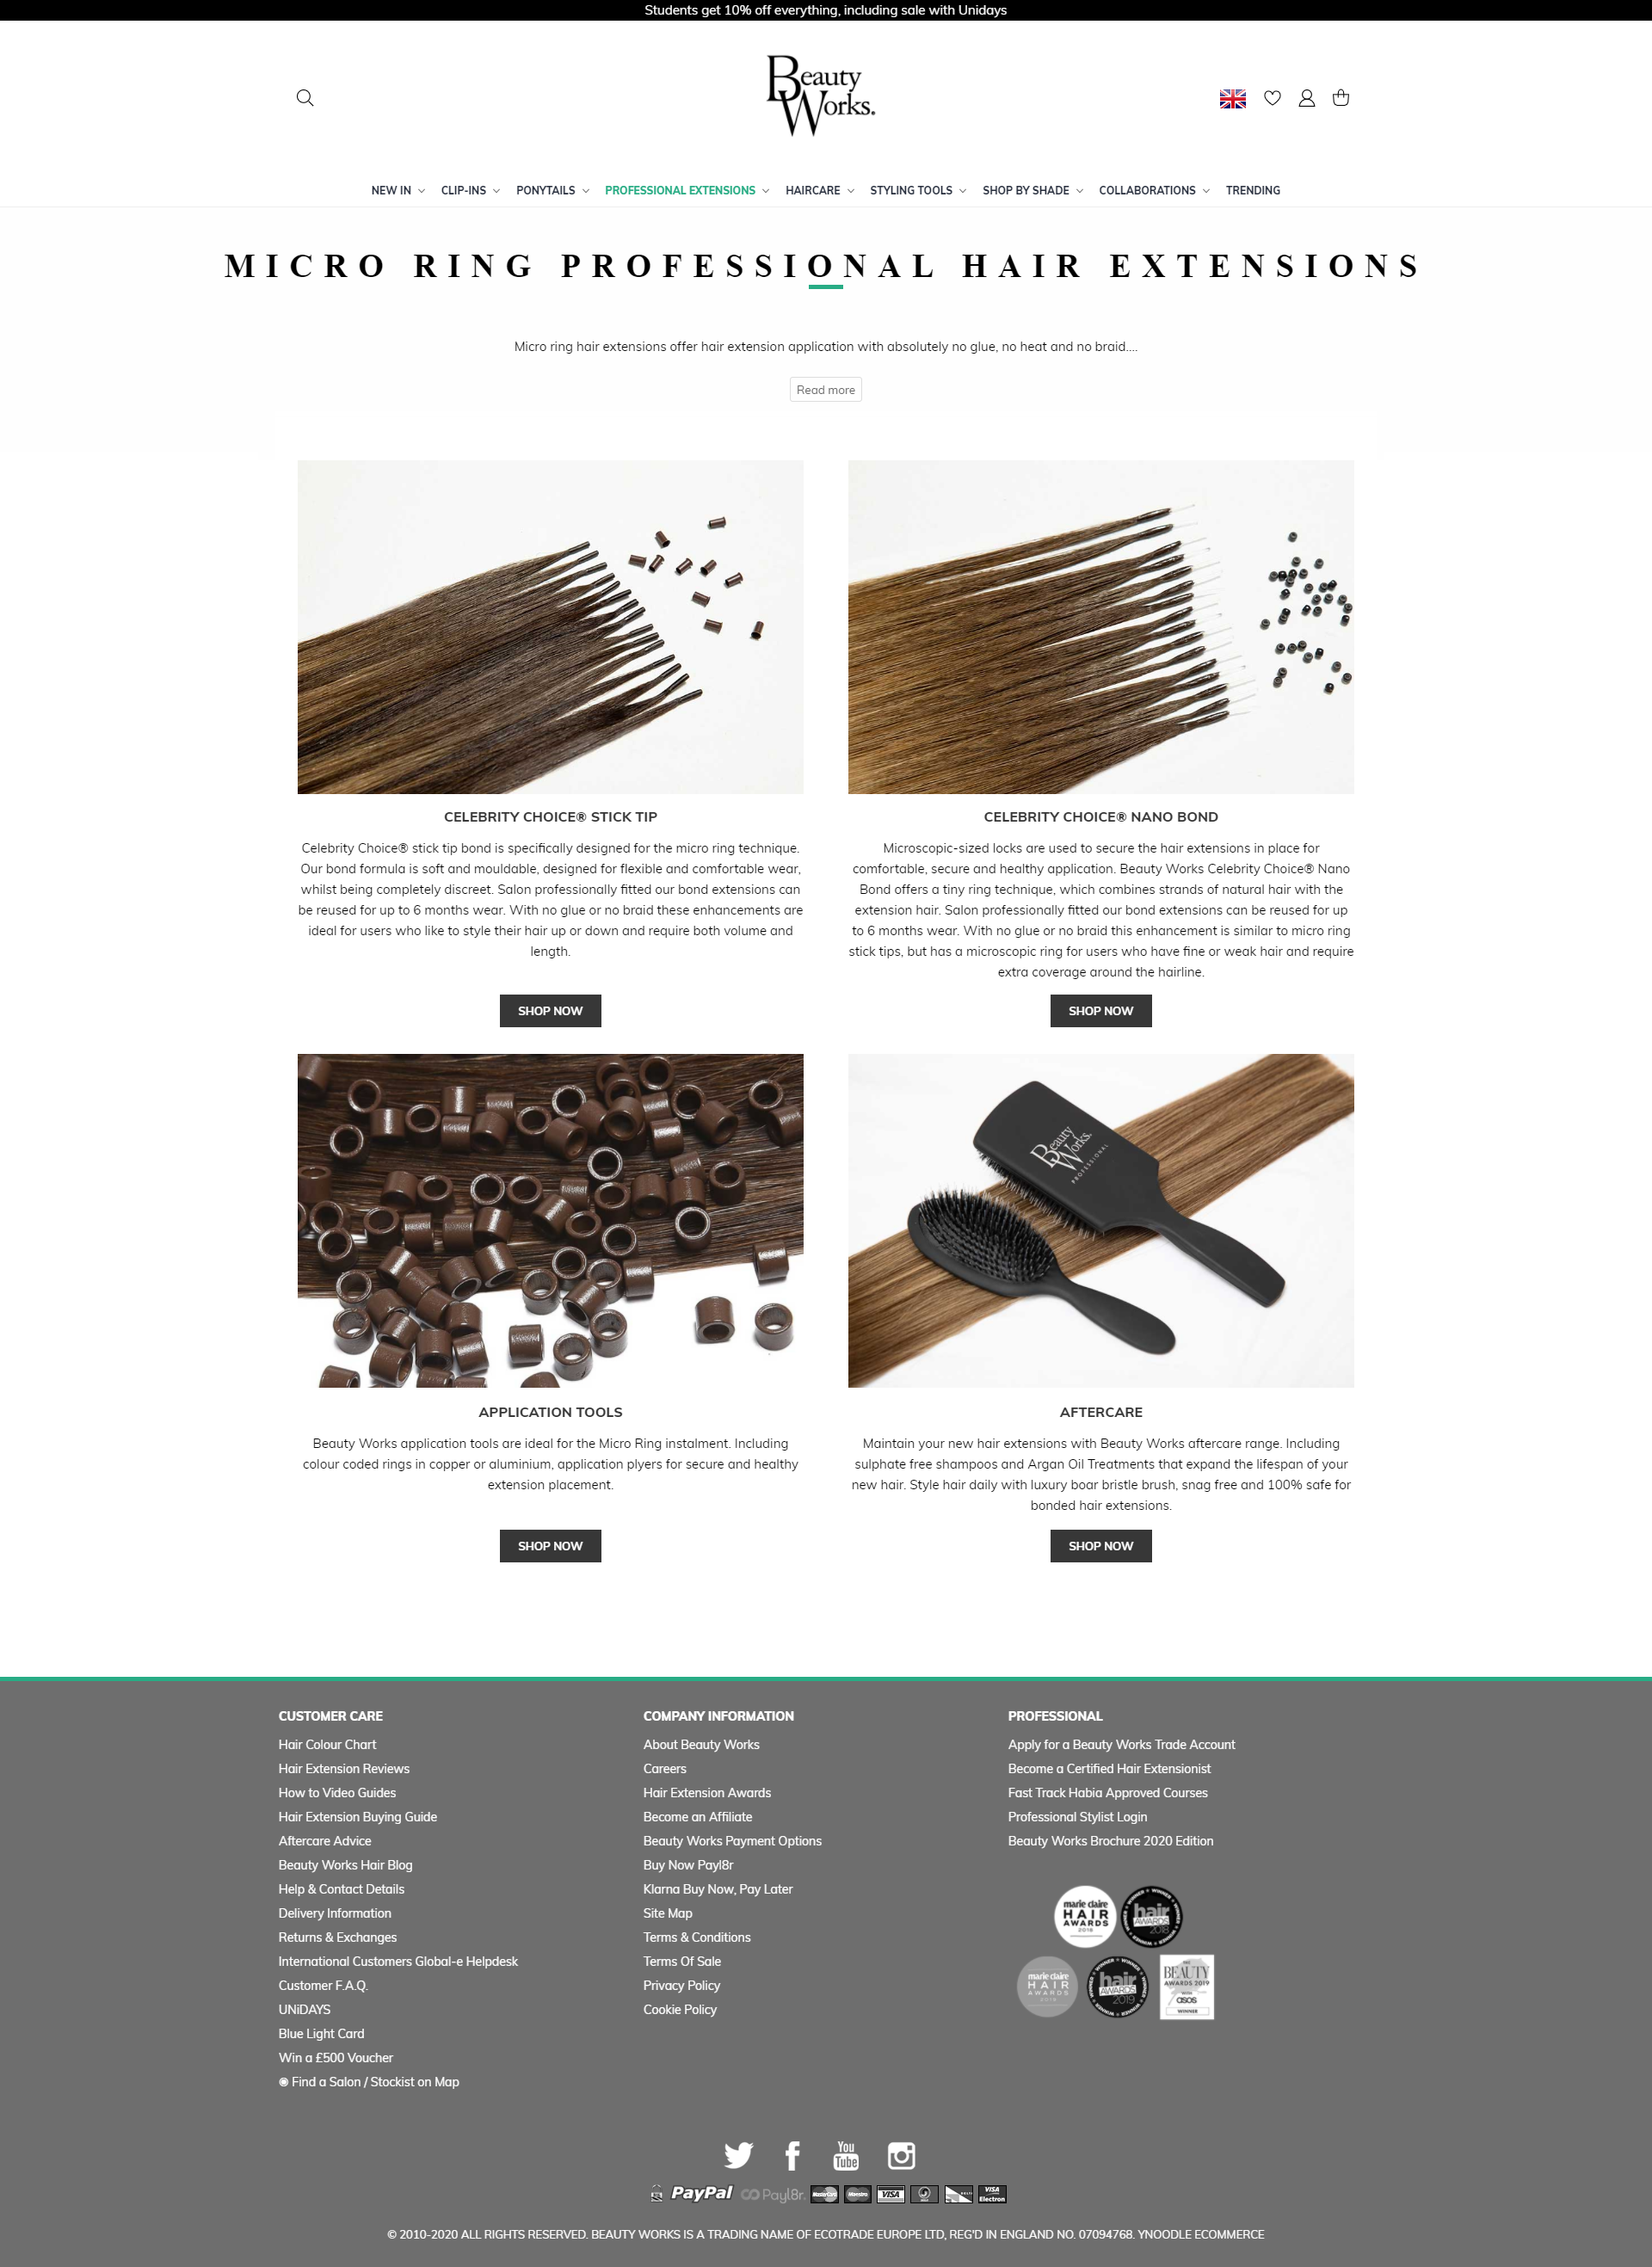 Students get 10% off everything, including sale with Unidays
Beauty
Works.
NEW IN
CLIP-INS
PONYTAILS
PROFESSIONAL EXTENSIONS
HAIRCARE
STYLING TOOLS
SHOP BY SHADE
COLLABORATIONS
TRENDING
MICRO RING PROFESSIONAL HAIR EXTENSIONS
Micro ring hair extensions offer hair extension application with absolutely no glue, no heat and no braid....
Read more
CELEBRITY CHOICE® STICK TIP
Celebrity Choice® stick tip bond is specifically designed for the micro ring technique.
Our bond formula is soft and mouldable, designed for flexible and comfortable wear,
whilst being completely discreet. Salon professionally fitted our bond extensions can
be reused for up to 6 months wear. With no glue or no braid these enhancements are
ideal for users who like to style their hair up or down and require both volume and
length.
SHOP NOW
CELEBRITY CHOICE® NANO BOND
Microscopic-sized locks are used to secure the hair extensions in place for
comfortable, secure and healthy application. Beauty Works Celebrity Choice® Nano
Bond offers a tiny ring technique, which combines strands of natural hair with the
extension hair. Salon professionally fitted our bond extensions can be reused for up
to 6 months wear. With no glue or no braid this enhancement is similar to micro ring
stick tips, but has a microscopic ring for users who have fine or weak hair and require
extra coverage around the hairline.
SHOP NOW
Beauty
Works.
PROFESSIONAL
APPLICATION TOOLS
Beauty Works application tools are ideal for the Micro Ring instalment. Including
colour coded rings in copper or aluminium, application plyers for secure and healthy
extension placement.
SHOP NOW
AFTERCARE
Maintain your new hair extensions with Beauty Works aftercare range. Including
sulphate free shampoos and Argan Oil Treatments that expand the lifespan of your
new hair. Style hair daily with luxury boar bristle brush, snag free and 100% safe for
bonded hair extensions.
SHOP NOW
CUSTOMER CARE
Hair Colour Chart
Hair Extension Reviews
How to Video Guides
Hair Extension Buying Guide
Aftercare Advice
Beauty Works Hair Blog
Help & Contact Details
Delivery Information
Returns & Exchanges
International Customers Global-e Helpdesk
Customer F.A.Q.
UNiDAYS
Blue Light Card
Win a £500 Voucher
Find a Salon / Stockist on Map
COMPANY INFORMATION
About Beauty Works
Careers
Hair Extension Awards
Become an Affiliate
Beauty Works Payment Options
Buy Now Payl8r
Klarna Buy Now, Pay Later
Site Map
Terms & Conditions
Terms Of Sale
Privacy Policy
Cookie Policy
PROFESSIONAL
Apply for a Beauty Works Trade Account
Become a Certified Hair Extensionist
Fast Track Habia Approved Courses
Professional Stylist Login
Beauty Works Brochure 2020 Edition
marie claire
HAIR
AWARDS
2018
WINNER
hair
AWARDS
2018
marie claire
HAIR
AWARDS
WINNER
hair
AWARDS
2019
BEAUTY
AWARDS 2019
asos
WINNER
You
Tube
PayPal
Payl8r.
MasterCard
Maestro
VISA
VISA
Electron
© 2010-2020 ALL RIGHTS RESERVED. BEAUTY WORKS IS A TRADING NAME OF ECOTRADE EUROPE LTD, REG'D IN ENGLAND NO. 07094768. YNOODLE ECOMMERCE